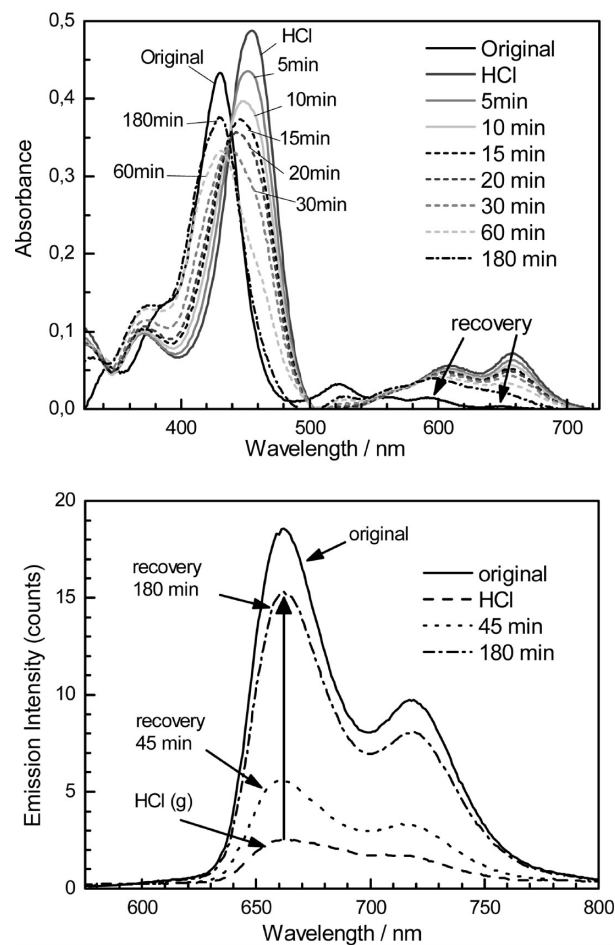 0,5
0,4
0,3
0,2
0,1
0,0
Absorbance
HCl
Original
5min
10min
180min
15min
60min
20min
30min
recovery
Original
HCl
5min
10 min
15 min
20 min
30 min
60 min
180 min
400
500
600
700
Wavelength / nm
20
15
10
5
0
Emission Intensity (counts)
original
recovery
180 min
recovery
45 min
HCl (g)
original
HCl
45 min
180 min
600
650
700
750
800
Wavelength / nm